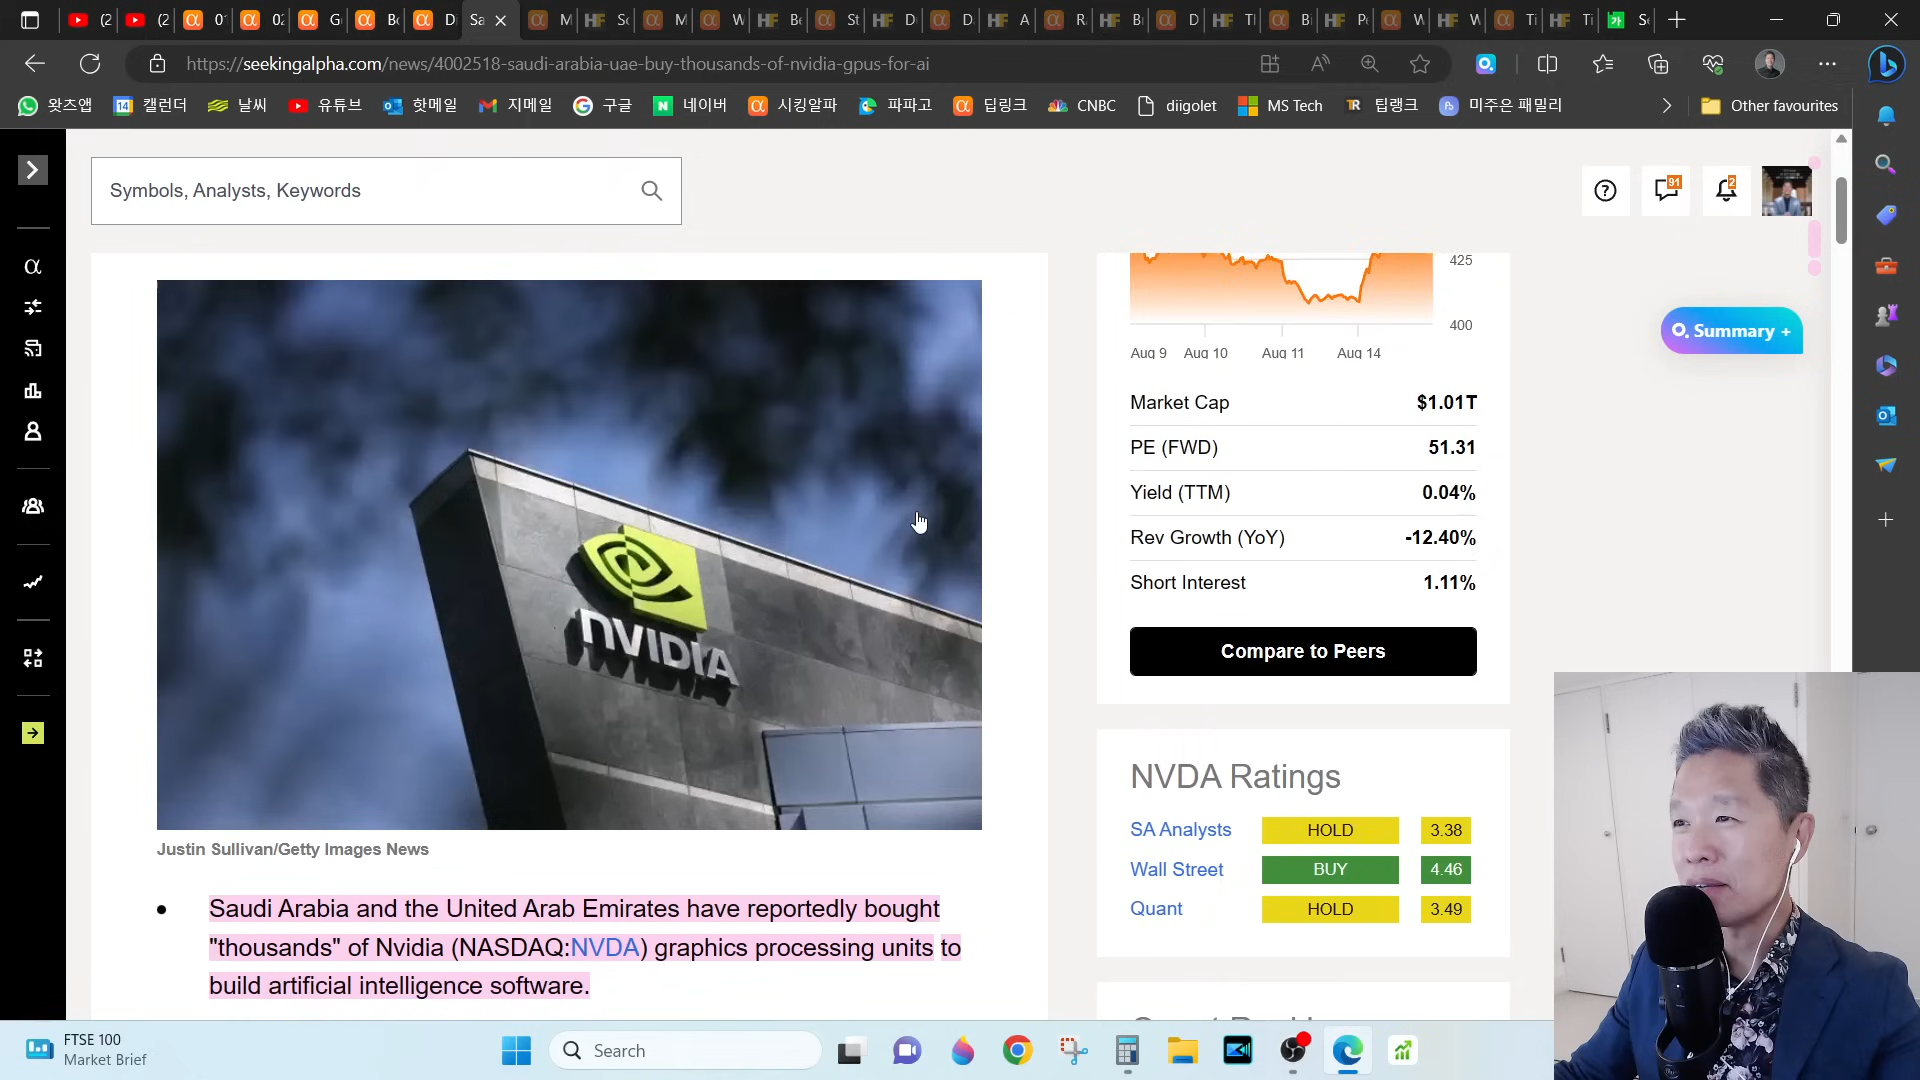 https://seekingalpha.com/news/4002518-saudi-arabia-uae-buy-thousands-of-nvidia-gpus-for-ai
왓츠앱 캘린더 날씨 유튜브 핫메일 지메일 구글 네이버 시킹알파 파파고 딥링크 CNBC diigolet MS Tech 팁랭크 미주은 패밀리 Other favourites
Symbols, Analysts, Keywords
91
2
Summary +
425
400
Aug 9 Aug 10 Aug 11 Aug 14
Market Cap $1.01T
PE (FWD) 51.31
Yield (TTM) 0.04%
Rev Growth (YoY) -12.40%
Short Interest 1.11%
Compare to Peers
NVIDIA
NVDA Ratings
SA Analysts HOLD 3.38
Wall Street BUY 4.46
Quant HOLD 3.49
Justin Sullivan/Getty Images News
Saudi Arabia and the United Arab Emirates have reportedly bought
"thousands" of Nvidia (NASDAQ:NVDA) graphics processing units to
build artificial intelligence software.
FTSE 100
Market Brief
Search